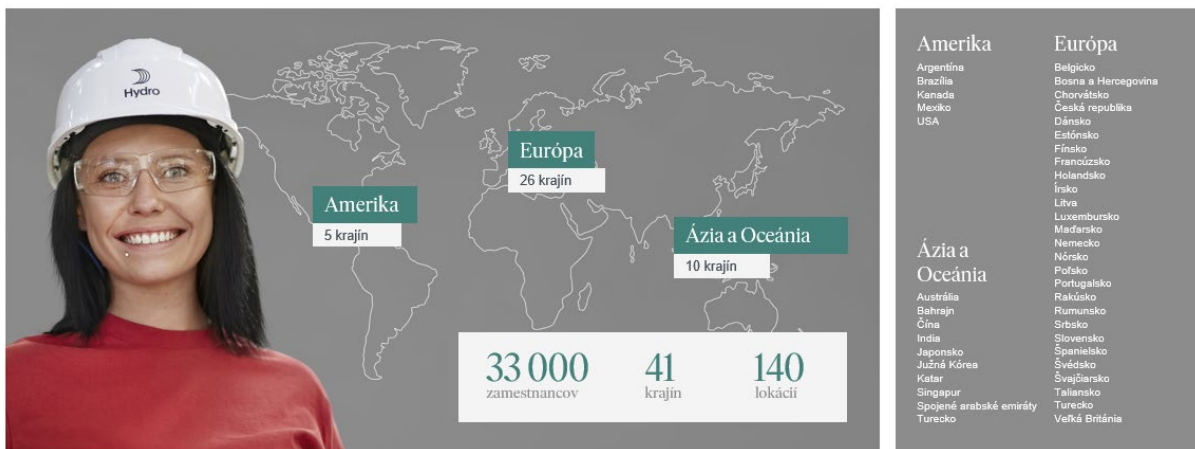 Hydro
Európa
26 krajín
Amerika
5 krajín
Ázia a Oceánia
10 krajín
33 000
zamestnancov
41
krajín
140
lokácií
Amerika
Argentína
Brazília
Kanada
Mexiko
USA
Ázia a
Oceánia
Austrália
Bahrajn
Čína
India
Japonsko
Južná Kórea
Katar
Singapur
Spojené arabské emiráty
Turecko
Európa
Belgicko
Bosna a Hercegovina
Chorvátsko
Česká republika
Dánsko
Estónsko
Fínsko
Francúzsko
Holandsko
Írsko
Litva
Luxembursko
Maďarsko
Nemecko
Nórsko
Poľsko
Portugalsko
Rakúsko
Rumunsko
Srbsko
Slovensko
Španielsko
Švédsko
Švajčiarsko
Taliansko
Turecko
Veľká Británia